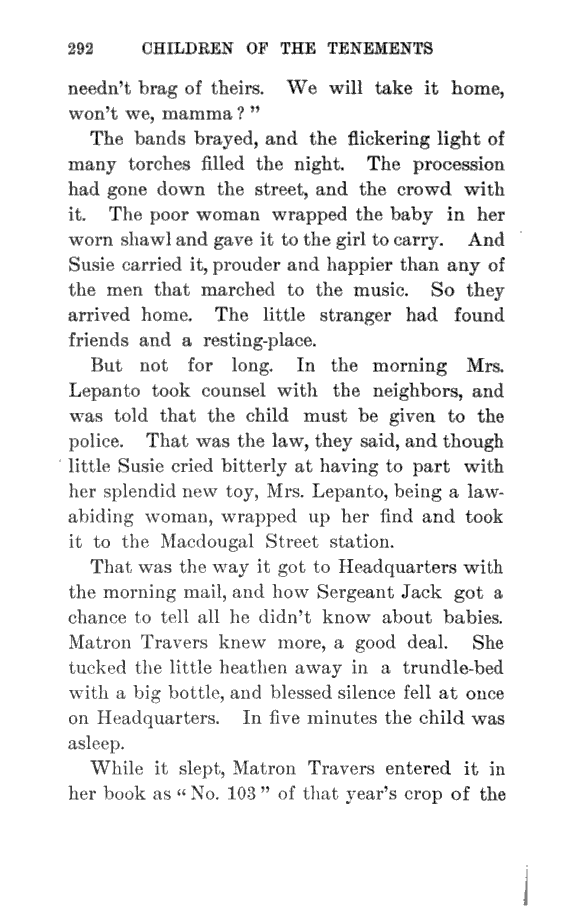 292 CHILDREN OF THE TENEMENTS
needn't brag of theirs. We will take it home,
won't we, mamma?"
The bands brayed, and the flickering light of
many torches filled the night. The procession
had gone down the street, and the crowd with
it. The poor woman wrapped the baby in her
worn shawl and gave it to the girl to carry. And
Susie carried it, prouder and happier than any of
the men that marched to the music. So they
arrived home. The little stranger had found
friends and a resting-place.
But not for long. In the morning Mrs.
Lepanto took counsel with the neighbors, and
was told that the child must be given to the
police. That was the law, they said, and though
little Susie cried bitterly at having to part with
her splendid new toy, Mrs. Lepanto, being a law-
abiding woman, wrapped up her find and took
it to the Macdougal Street station.
That was the way it got to Headquarters with
the morning mail, and how Sergeant Jack got a
chance to tell all he didn't know about babies.
Matron Travers knew more, a good deal. She
tucked the little heathen away in a trundle-bed
with a big bottle, and blessed silence fell at once
on Headquarters. In five minutes the child was
asleep.
While it slept, Matron Travers entered it in
her book as "No. 103" of that year's crop of the